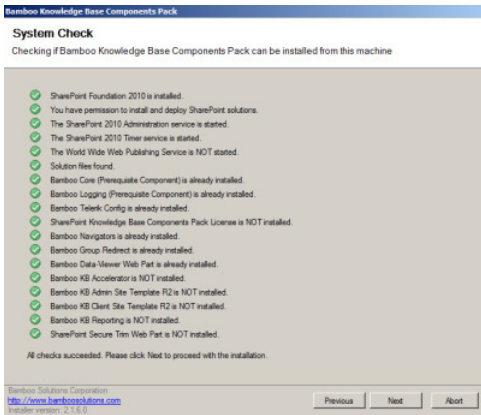 Bamboo Knowledge Base Components Pack
System Check
Checking if Bamboo Knowledge Base Components Pack can be installed from this machine
SharePoint Foundation 2010 is installed.
You have permission to install and deploy SharePoint solutions.
The SharePoint 2010 Administration service is started.
The SharePoint 2010 Timer service is started.
The World Wide Web Publishing Service is NOT started.
Solution files found.
Bamboo Core (Prerequisite Component) is already installed.
Bamboo Logging (Prerequisite Component) is already installed.
Bamboo Telerik Config is already installed.
SharePoint Knowledge Base Components Pack License is NOT installed.
Bamboo Navigators is already installed.
Bamboo Group Redirect is already installed.
Bamboo Data-Viewer Web Part is already installed.
Bamboo KB Accelerator is NOT installed.
Bamboo KB Admin Site Template R2 is NOT installed.
Bamboo KB Client Site Template R2 is NOT installed.
Bamboo KB Reporting is NOT installed.
SharePoint Secure Trim Web Part is NOT installed.
All checks succeeded. Please click Next to proceed with the installation.
Bamboo Solutions Corporation
http://www.bamboosolutions.com
Installer version: 2.1.6.0
Previous Next Abort